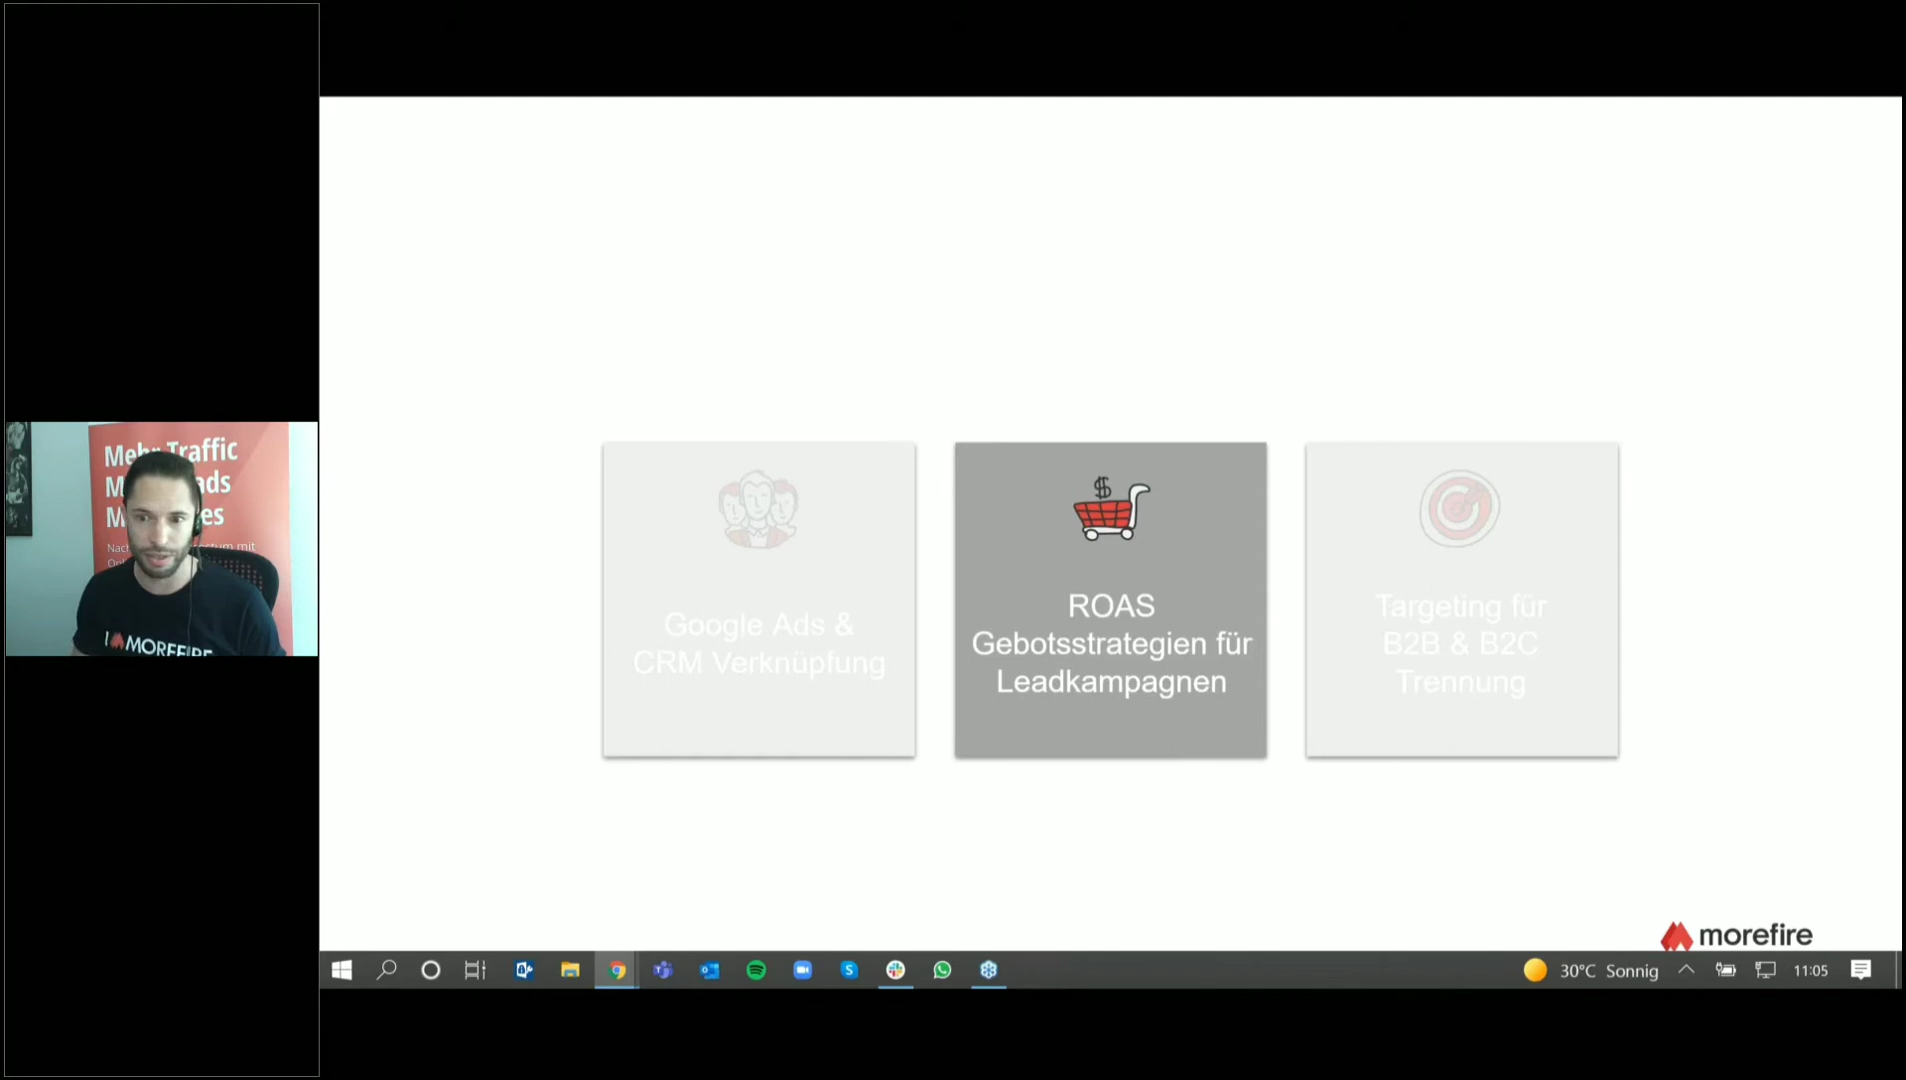 Mehr Traffic
Google Ads &
CRM Verknüpfung
$
ROAS
Gebotsstrategien für
Leadkampagnen
Targeting für
B2B & B2C
Trennung
I MOREFIRE
morefire
30°C Sonnig
11:05